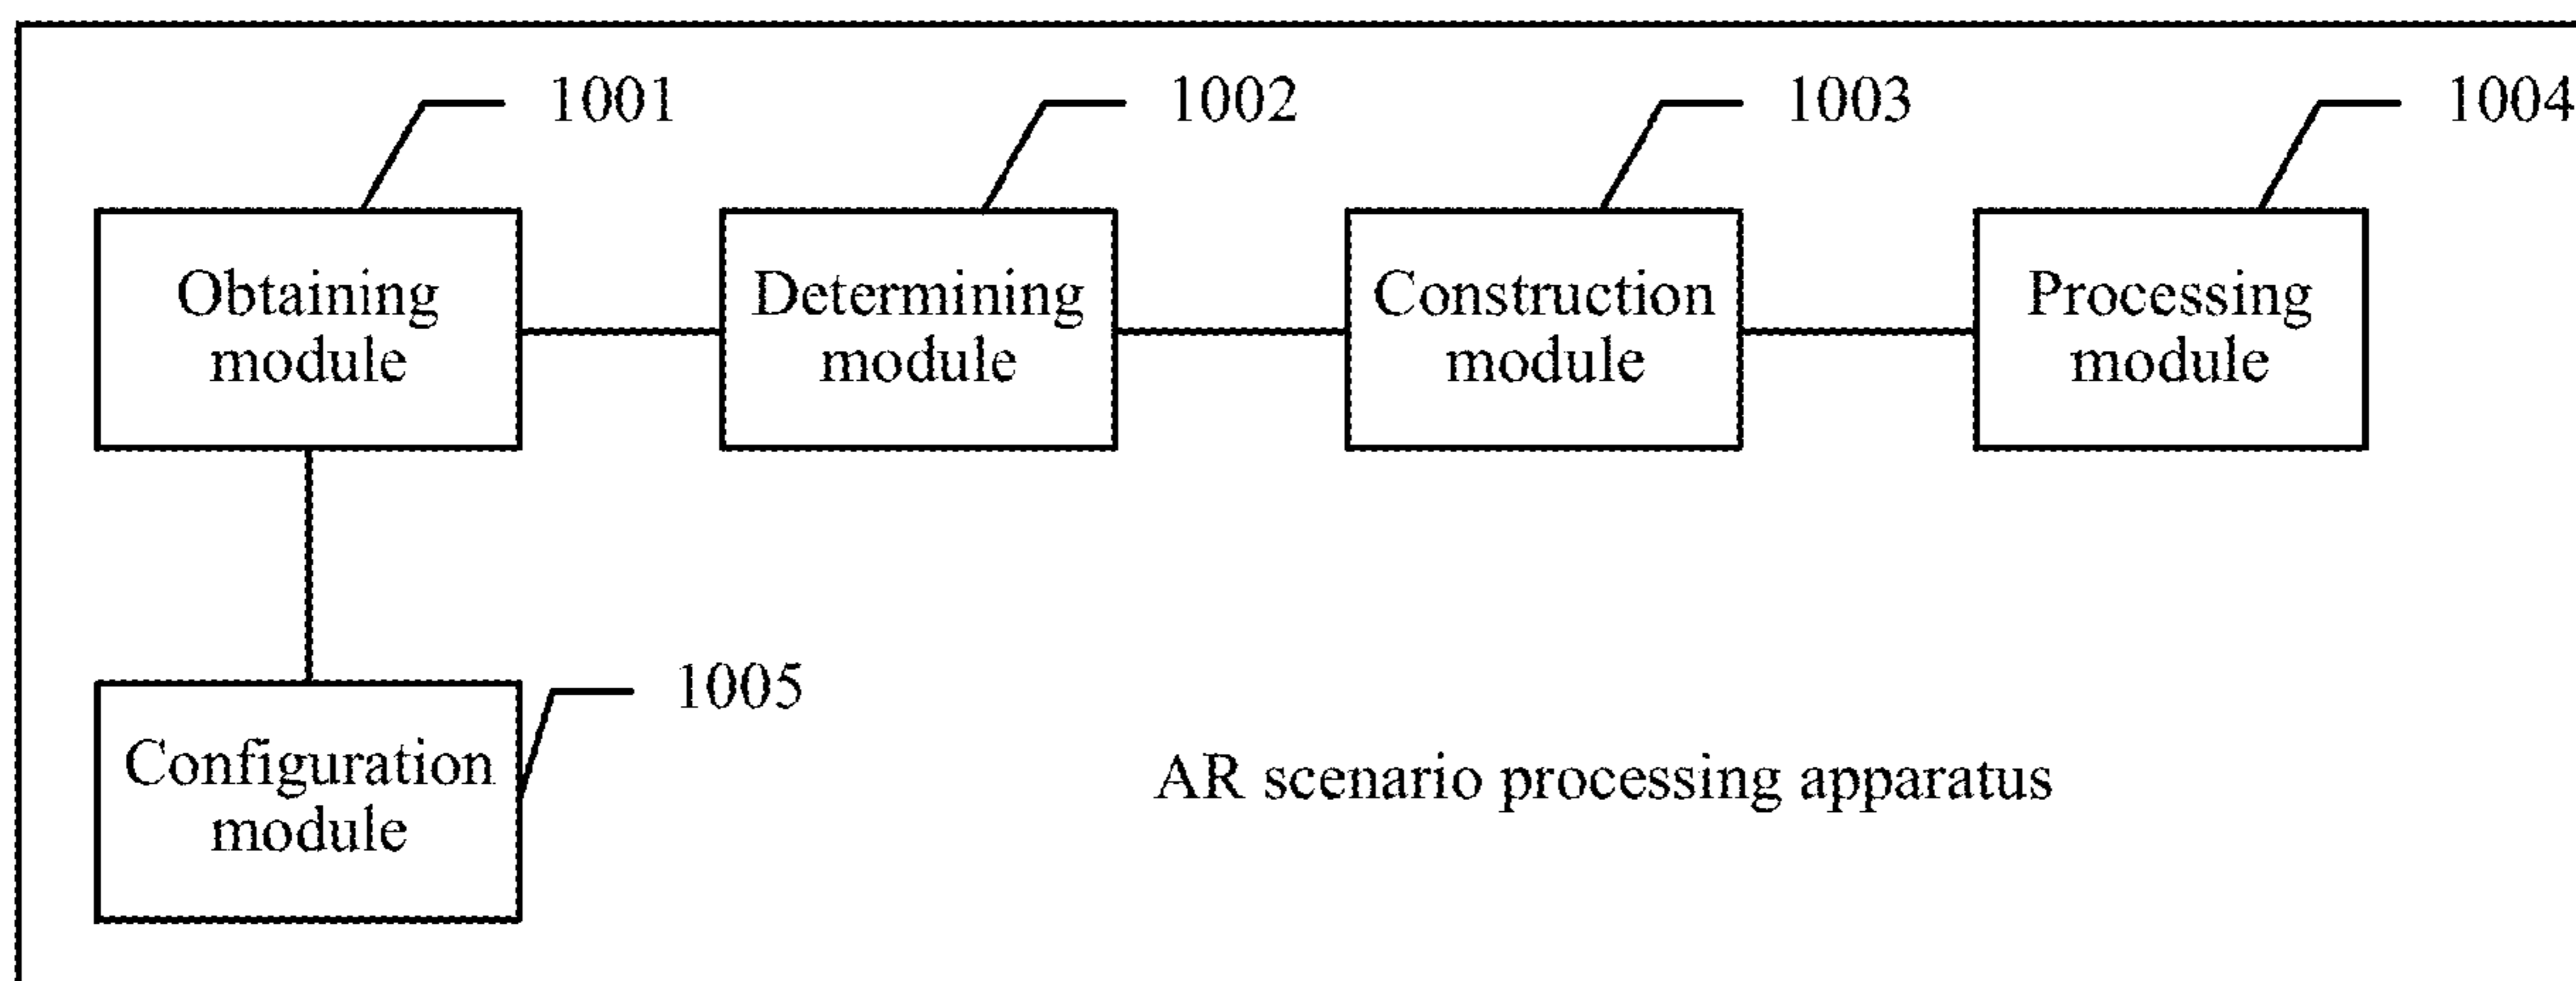 1001
1002
1003
1004
Obtaining
module
Determining
module
Construction
module
Processing
module
1005
Configuration
module
AR scenario processing apparatus